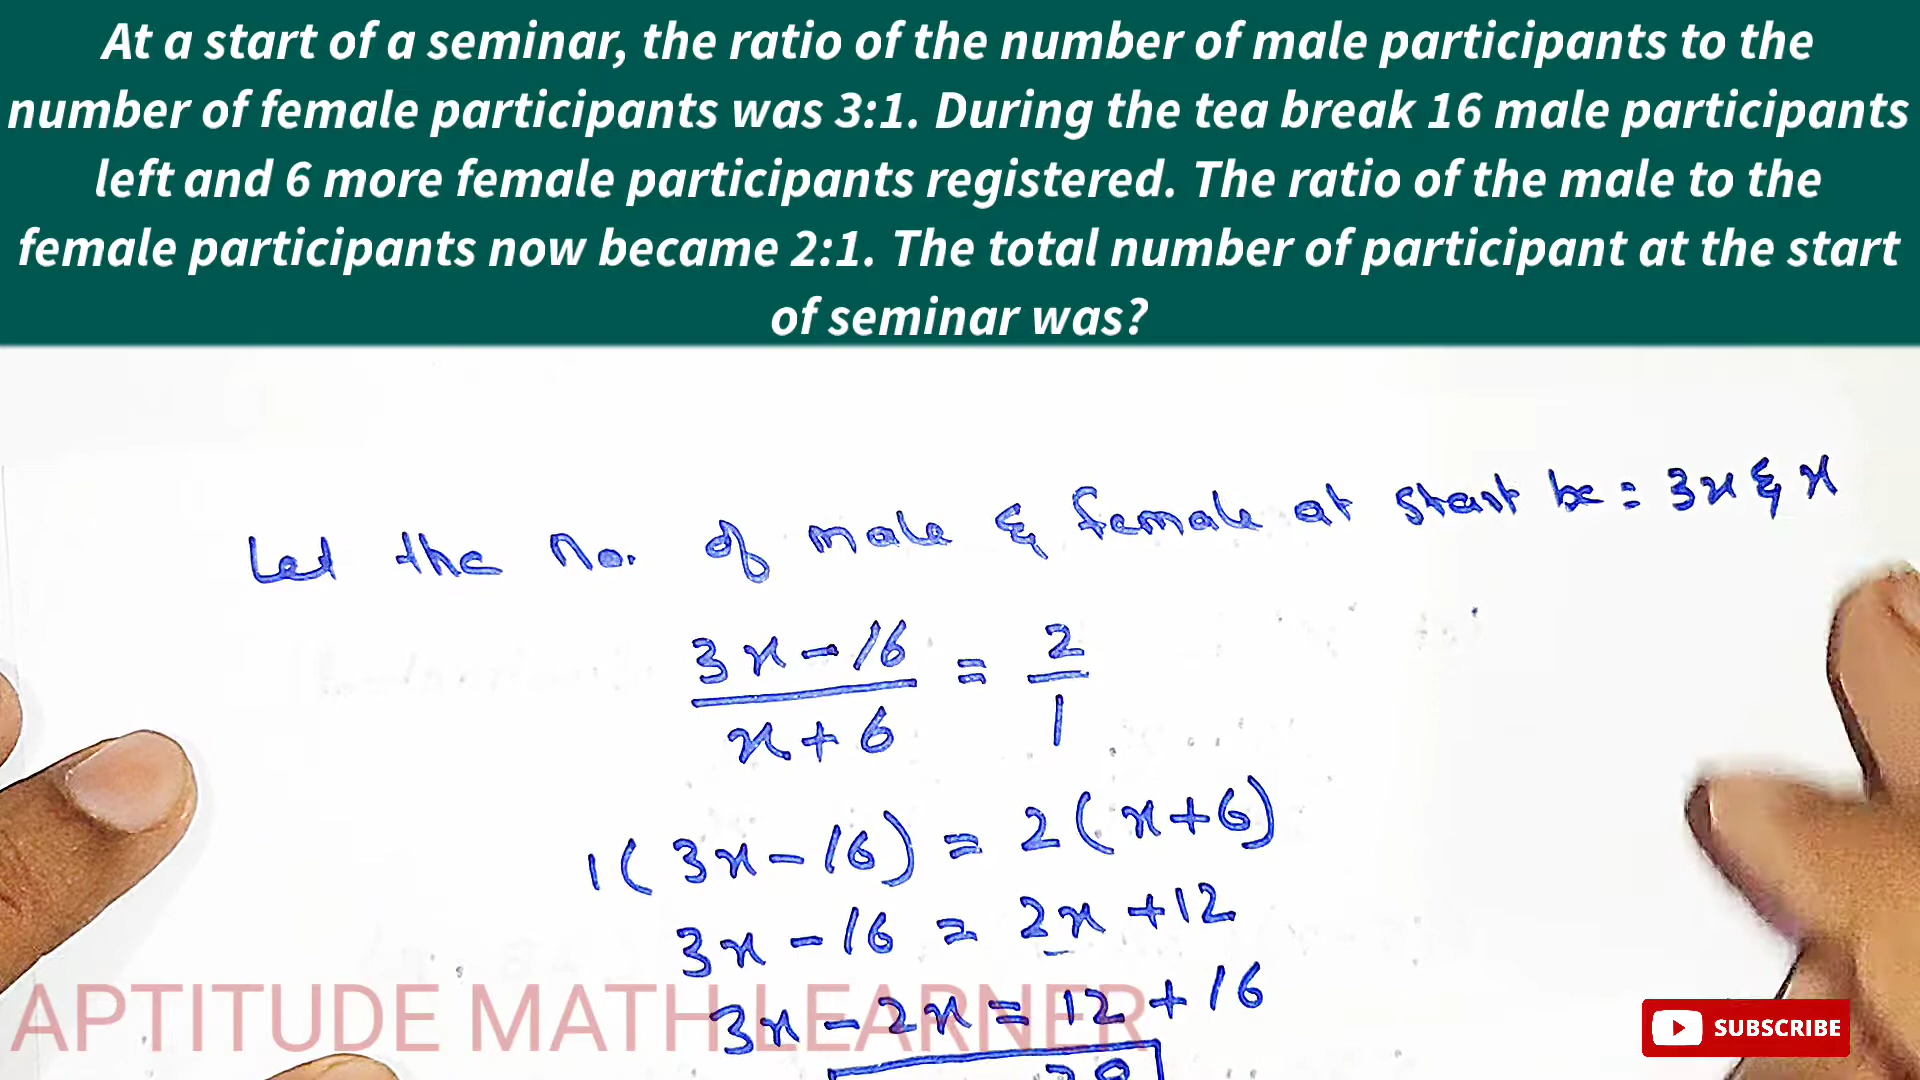 At a start of a seminar, the ratio of the number of male participants to the
number of female participants was 3:1. During the tea break 16 male participants
left and 6 more female participants registered. The ratio of the male to the
female participants now became 2:1. The total number of participant at the start
of seminar was?
Let the No. of male & female at start be = 3x & x
3x - 16 = 2
x + 6 1
1(3x - 16) = 2(x + 6)
3x - 16 = 2x + 12
3x - 2x = 12 + 16
APTITUDE MATH LEARNER
SUBSCRIBE